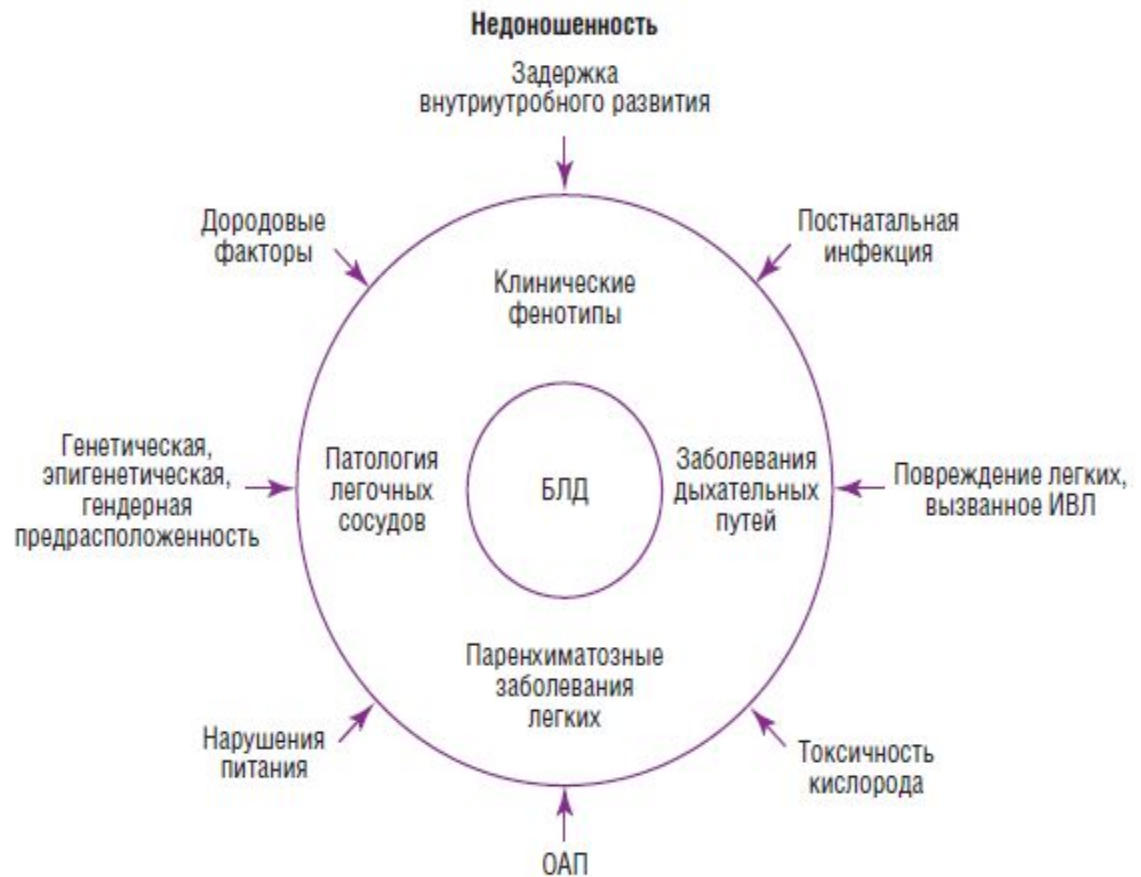 Недоношенность
Задержка
внутриутробного развития
Дородовые
факторы
Постнатальная
инфекция
Клинические
фенотипы
Генетическая,
эпигенетическая,
гендерная
предрасположенность
Патология
легочных
сосудов
БЛД
Заболевания
дыхательных
путей
Повреждение легких,
вызванное ИВЛ
Паренхиматозные
заболевания
легких
Нарушения
питания
Токсичность
кислорода
ОАП